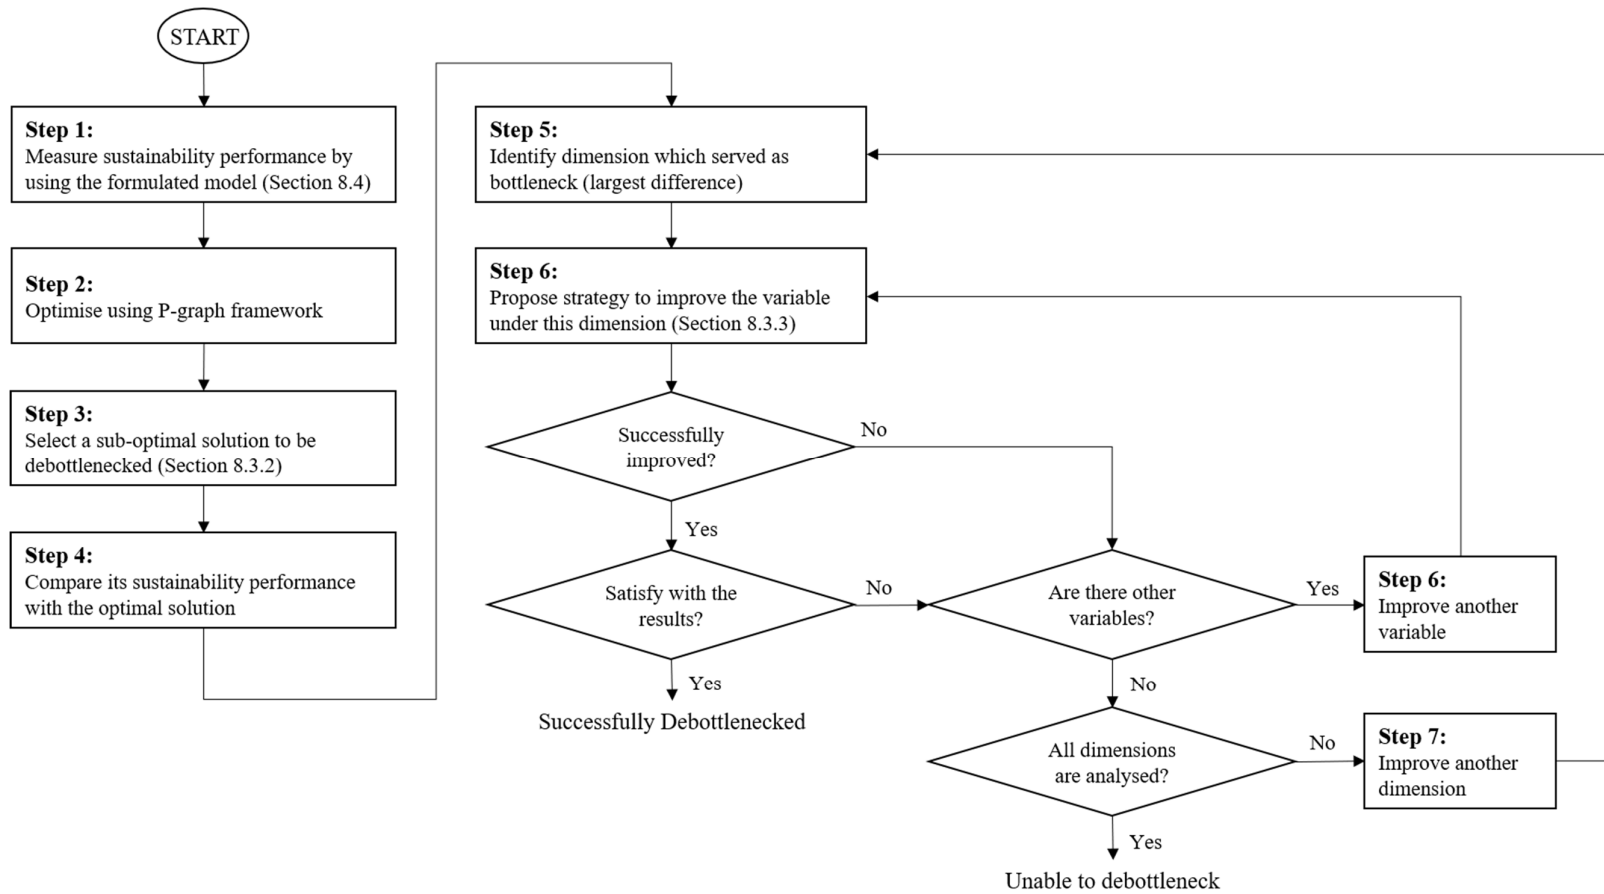 START
Step 1:
Measure sustainability performance by
using the formulated model (Section 8.4)
Step 2:
Optimise using P-graph framework
Step 3:
Select a sub-optimal solution to be
debottlenecked (Section 8.3.2)
Step 4:
Compare its sustainability performance
with the optimal solution
Step 5:
Identify dimension which served as
bottleneck (largest difference)
Step 6:
Propose strategy to improve the variable
under this dimension (Section 8.3.3)
Successfully
improved?
No
Yes
Satisfy with the
results?
No
Yes
Successfully Debottlenecked
Are there other
variables?
Yes
Step 6:
Improve another
variable
No
All dimensions
are analysed?
No
Step 7:
Improve another
dimension
Yes
Unable to debottleneck